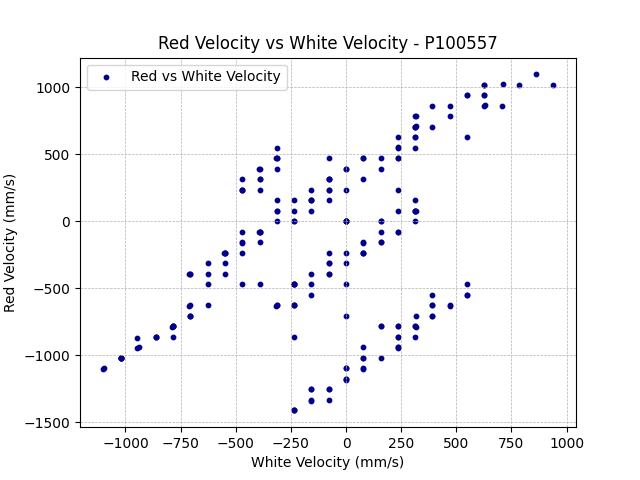 Red Velocity vs White Velocity - P100557
Red vs White Velocity
1000
500
0
−500
−1000
−1500
Red Velocity (mm/s)
−1000 −750 −500 −250 0 250 500 750 1000
White Velocity (mm/s)